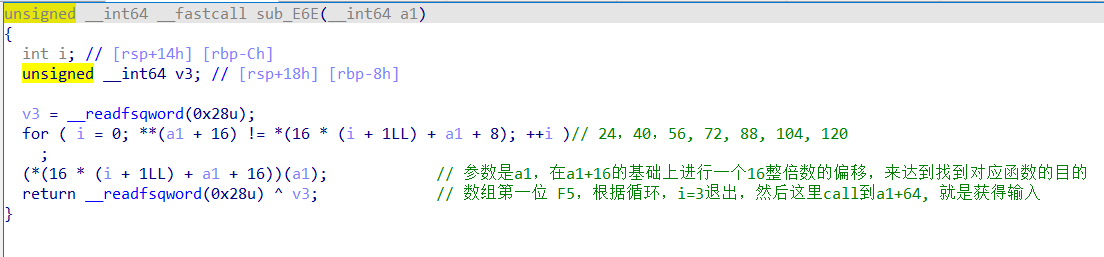 unsigned __int64 __fastcall sub_E6E(__int64 a1)
{
int i; // [rsp+14h] [rbp-Ch]
unsigned __int64 v3; // [rsp+18h] [rbp-8h]
v3 = __readfsqword(0x28u);
for ( i = 0; **(a1 + 16) != *(16 * (i + 1LL) + a1 + 8); ++i )// 24，40，56, 72, 88, 104, 120
;
(*(16 * (i + 1LL) + a1 + 16))(a1); // 参数是a1，在a1+16的基础上进行一个16整倍数的偏移，来达到找到对应函数的目的
return __readfsqword(0x28u) ^ v3; // 数组第一位 F5，根据循环，i=3退出，然后这里call到a1+64, 就是获得输入
}